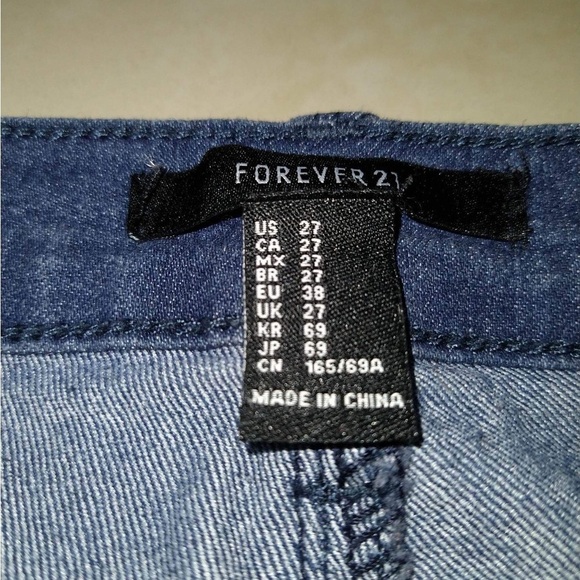 FOREVER 21
US 27
CA 27
MX 27
BR 27
EU 38
UK 27
KR 69
JP 69
CN 165/69A
MADE IN CHINA